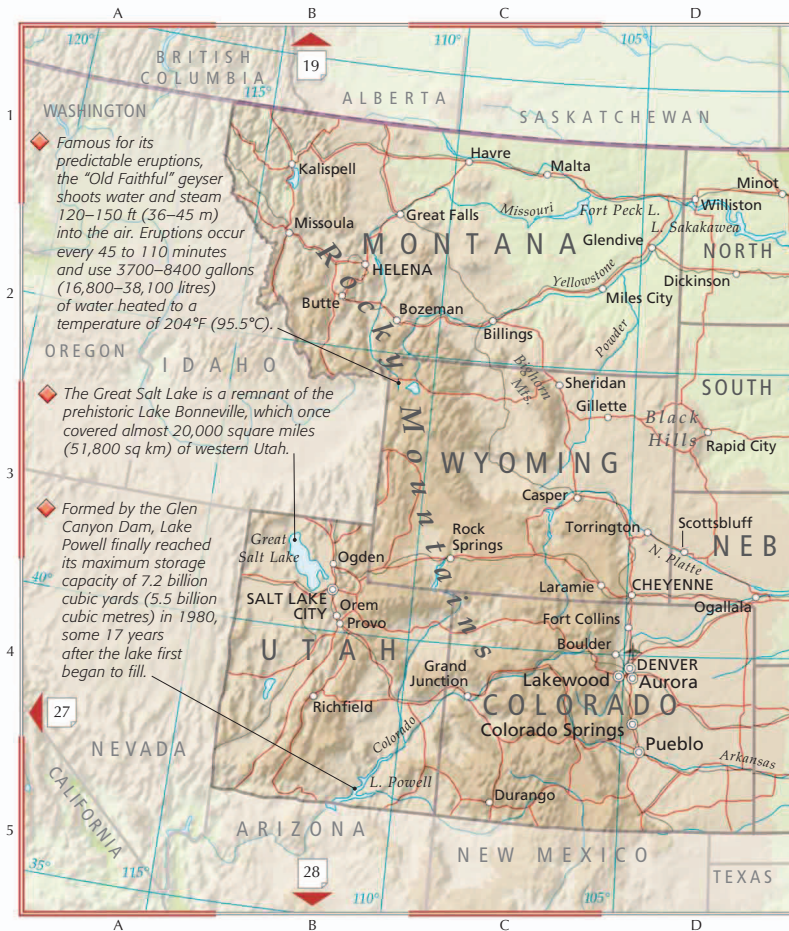 A B C D
120°
BRITISH
COLUMBIA
115°
19
110°
105°
ALBERTA
SASKATCHEWAN
1
WASHINGTON
Famous for its
predictable eruptions,
the “Old Faithful” geyser
shoots water and steam
120–150 ft (36–45 m)
into the air. Eruptions occur
every 45 to 110 minutes
and use 3700–8400 gallons
(16,800–38,100 litres)
of water heated to a
temperature of 204°F (95.5°C).
Kalispell
Havre
Malta
Minot
Williston
Missoula
Great Falls
Missouri
Fort Peck L.
L. Sakakawea
MONTANA
Glendive
NORTH
Rocky Mountains
HELENA
Yellowstone
Dickinson
2
Butte
Bozeman
Miles City
Billings
Powder
OREGON
IDAHO
Bighorn
Mts.
Sheridan
SOUTH
The Great Salt Lake is a remnant of the
prehistoric Lake Bonneville, which once
covered almost 20,000 square miles
(51,800 sq km) of western Utah.
Gillette
Black
Hills
Rapid City
3
WYOMING
Casper
Formed by the Glen
Canyon Dam, Lake
Powell finally reached
its maximum storage
capacity of 7.2 billion
cubic yards (5.5 billion
cubic metres) in 1980,
some 17 years
after the lake first
began to fill.
Great
Salt Lake
Ogden
Rock
Springs
Torrington
Scottsbluff
NEB
N. Platte
40°
SALT LAKE
CITY
Orem
Provo
Laramie
CHEYENNE
Ogallala
Fort Collins
4
UTAH
Boulder
DENVER
Grand
Junction
Lakewood
Aurora
27
Richfield
COLORADO
Colorado Springs
Colorado
Pueblo
NEVADA
Arkansas
CALIFORNIA
L. Powell
Durango
5
ARIZONA
NEW MEXICO
35°
115°
28
110°
105°
TEXAS
A B C D